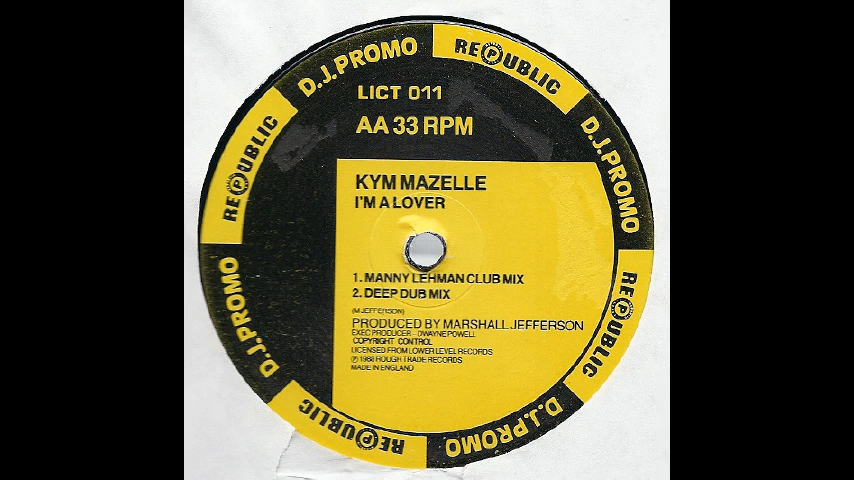 D.J.PROMO
REPUBLIC
D.J.PROMO
REPUBLIC
D.J.PROMO
REPUBLIC
D.J.PROMO
REPUBLIC
LICT 011
AA 33 RPM
KYM MAZELLE
I'M A LOVER
1. MANNY LEHMAN CLUB MIX
2. DEEP DUB MIX
(M JEFFERSON)
PRODUCED BY MARSHALL JEFFERSON
EXEC PRODUCER - DWAYNE POWELL
COPYRIGHT CONTROL
LICENSED FROM LOWER LEVEL RECORDS
℗ 1988 ROUGH TRADE RECORDS
MADE IN ENGLAND